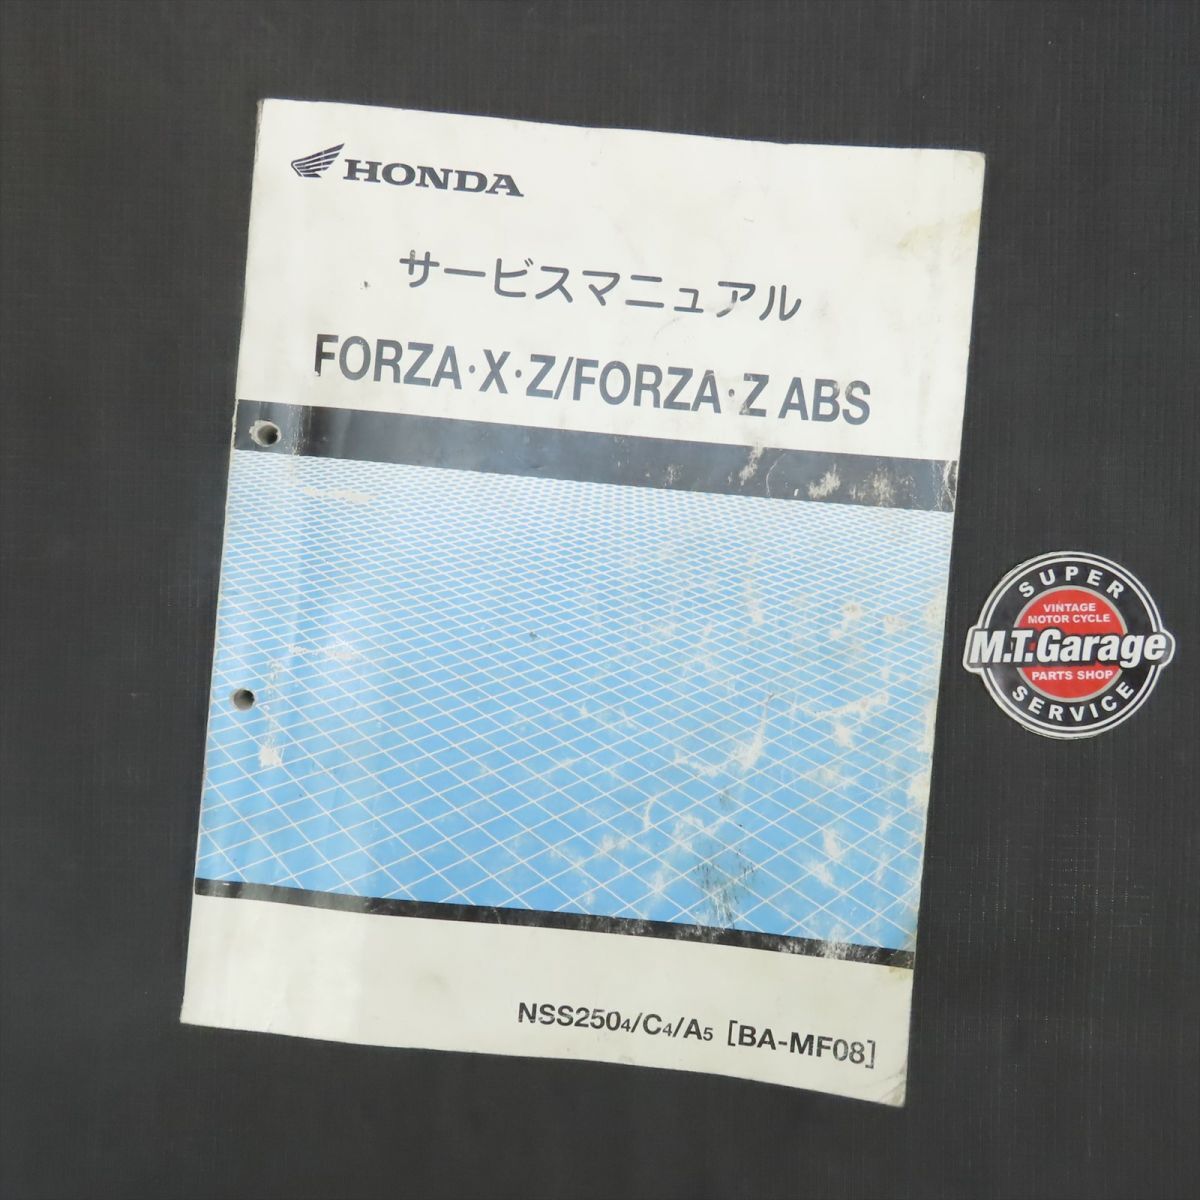 HONDA
サービスマニュアル
FORZA・X・Z/FORZA・Z ABS
NSS2504/C4/A5 [BA-MF08]
SUPER
VINTAGE
MOTOR CYCLE
M.T.Garage
PARTS SHOP
SERVICE